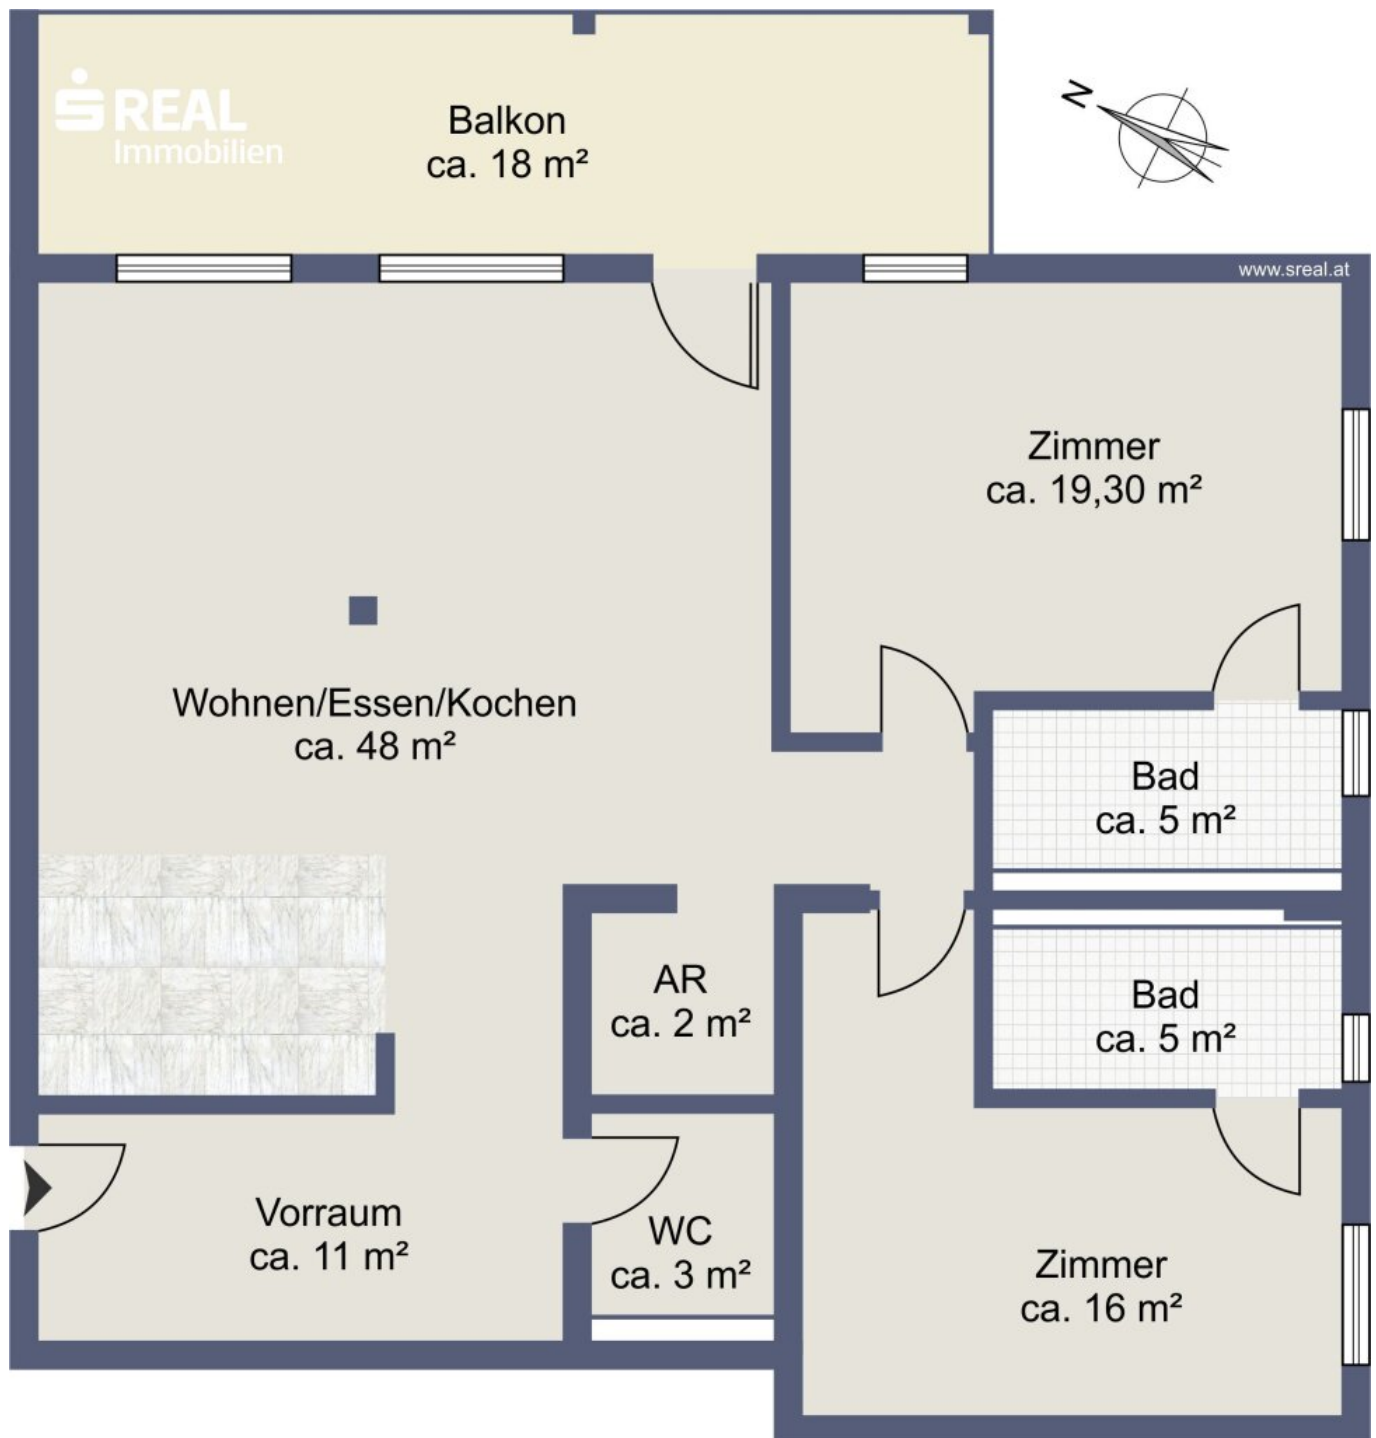 S REAL
Immobilien
Balkon
ca. 18 m²
N
www.sreal.at
Zimmer
ca. 19,30 m²
Wohnen/Essen/Kochen
ca. 48 m²
Bad
ca. 5 m²
AR
ca. 2 m²
Bad
ca. 5 m²
Vorraum
ca. 11 m²
WC
ca. 3 m²
Zimmer
ca. 16 m²